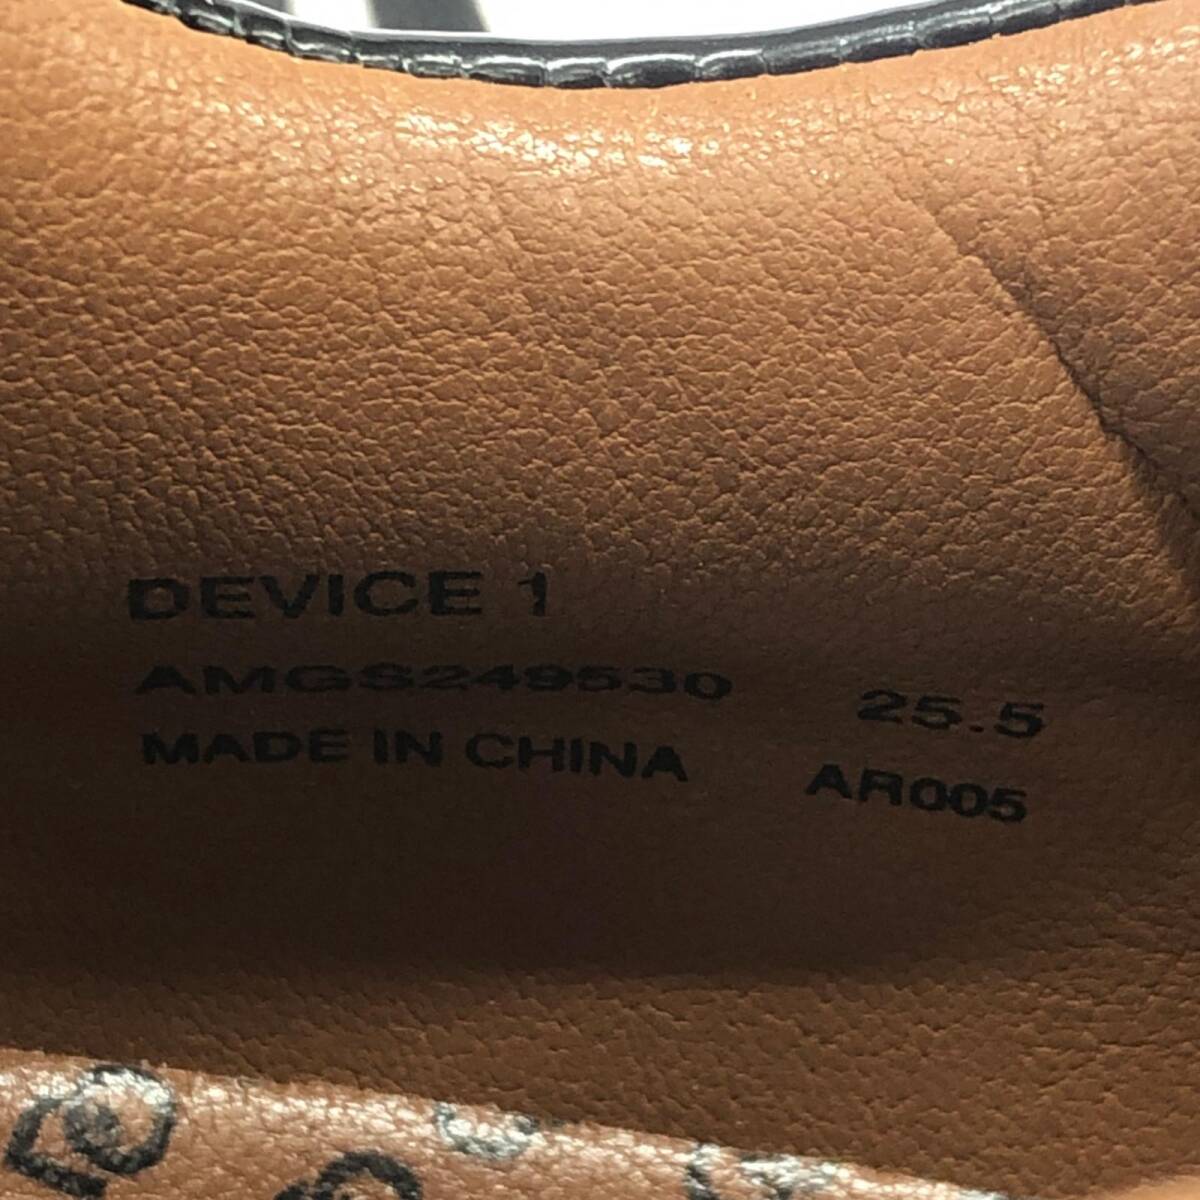 DEVICE 1
AMGS249530 25.5
MADE IN CHINA AR005